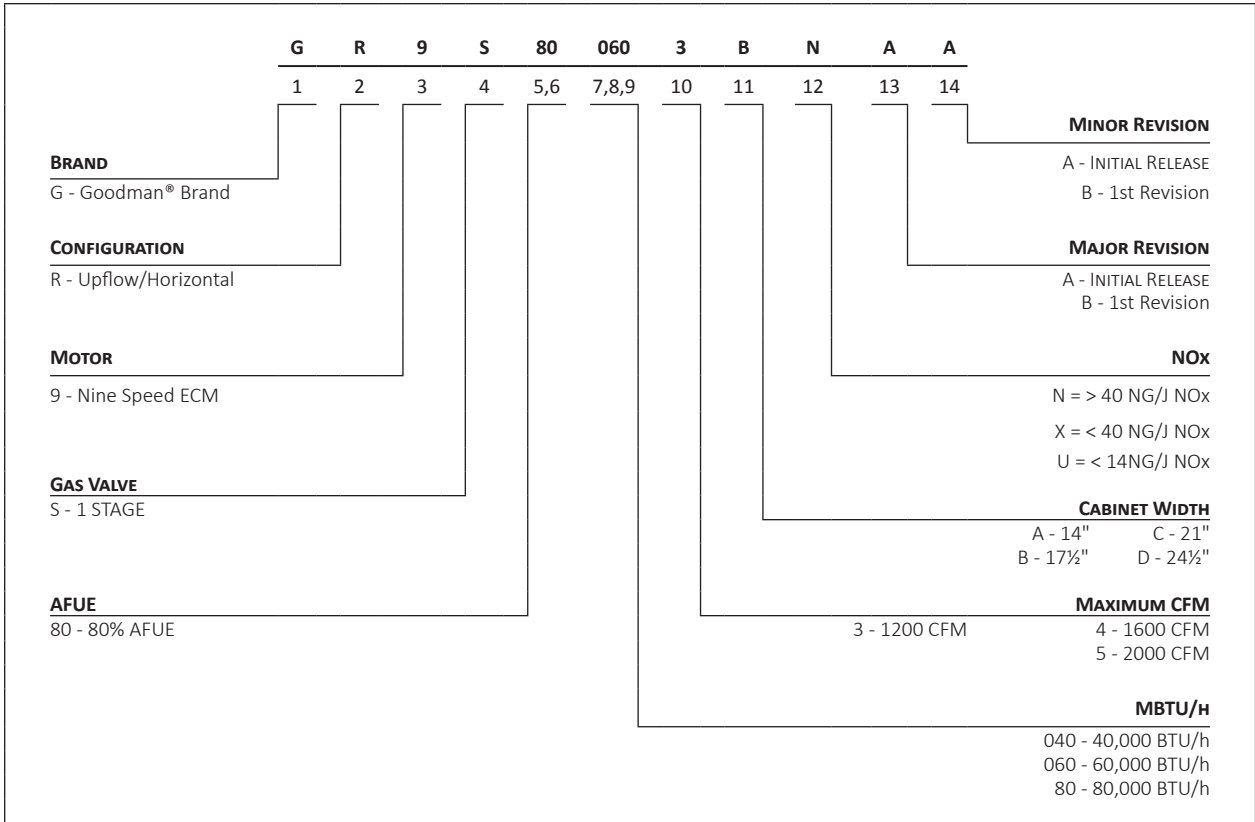 G R 9 S 80 060 3 B N A A
1 2 3 4 5,6 7,8,9 10 11 12 13 14
MINOR REVISION
A - INITIAL RELEASE
B - 1st Revision
BRAND
G - Goodman® Brand
CONFIGURATION
R - Upflow/Horizontal
MAJOR REVISION
A - INITIAL RELEASE
B - 1st Revision
MOTOR
9 - Nine Speed ECM
NOx
N = > 40 NG/J NOx
X = < 40 NG/J NOx
U = < 14NG/J NOx
GAS VALVE
S - 1 STAGE
CABINET WIDTH
A - 14" C - 21"
B - 17½" D - 24½"
AFUE
80 - 80% AFUE
MAXIMUM CFM
3 - 1200 CFM 4 - 1600 CFM
5 - 2000 CFM
MBTU/H
040 - 40,000 BTU/h
060 - 60,000 BTU/h
80 - 80,000 BTU/h